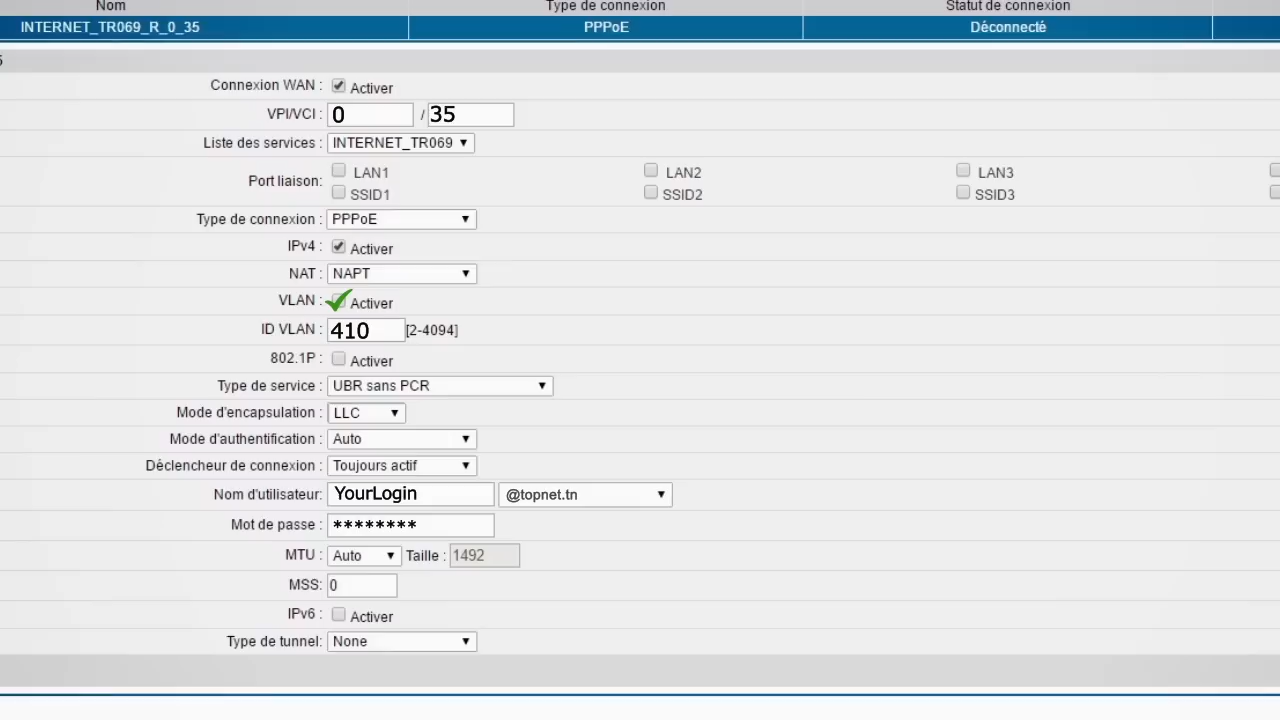 Nom Type de connexion Statut de connexion
INTERNET_TR069_R_0_35 PPPoE Déconnecté
Connexion WAN : Activer
VPI/VCI : 0 / 35
Liste des services : INTERNET_TR069
Port liaison: LAN1 LAN2 LAN3
SSID1 SSID2 SSID3
Type de connexion : PPPoE
IPv4 : Activer
NAT : NAPT
VLAN : Activer
ID VLAN : 410 [2-4094]
802.1P : Activer
Type de service : UBR sans PCR
Mode d'encapsulation : LLC
Mode d'authentification : Auto
Déclencheur de connexion : Toujours actif
Nom d'utilisateur: YourLogin @topnet.tn
Mot de passe : ********
MTU : Auto Taille : 1492
MSS: 0
IPv6 : Activer
Type de tunnel: None